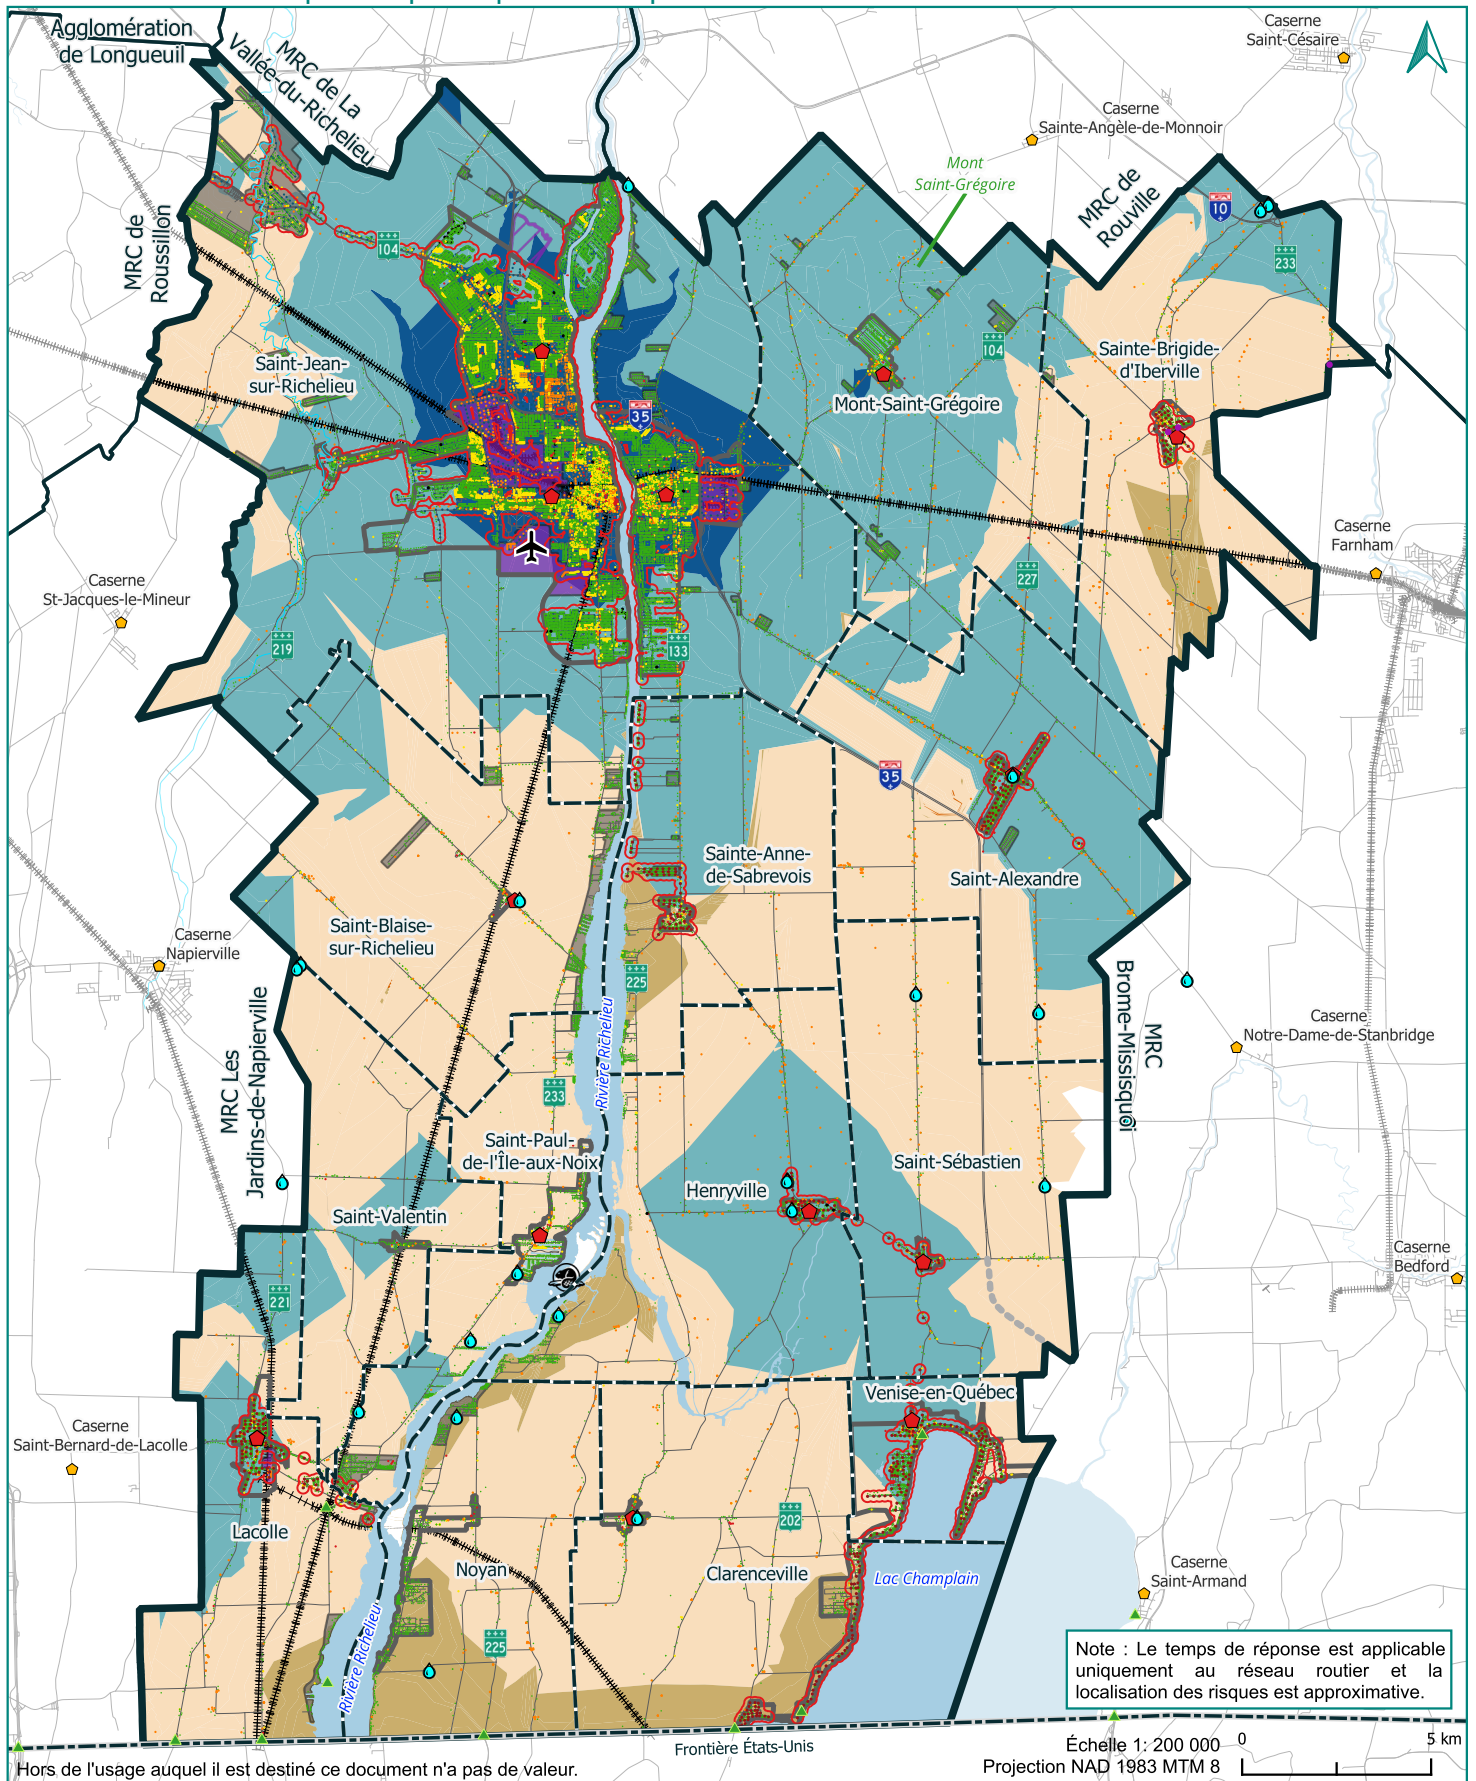 Agglomération
de Longueuil
MRC de La
Vallée-du-Richelieu
Caserne
Saint-Césaire
Caserne
Sainte-Angèle-de-Monnoir
Mont
Saint-Grégoire
MRC de
Rouville
10
233
MRC de
Roussillon
104
104
Saint-Jean-
sur-Richelieu
35
Mont-Saint-Grégoire
Sainte-Brigide-
d'Iberville
Caserne
Farnham
Caserne
St-Jacques-le-Mineur
227
219
133
35
Sainte-Anne-
de-Sabrevois
Saint-Alexandre
Saint-Blaise-
sur-Richelieu
Caserne
Napierville
225
Rivière Richelieu
MRC
Brome-Missisquoi
Caserne
Notre-Dame-de-Stanbridge
MRC Les
Jardins-de-Napierville
233
Saint-Paul-
de-l'Île-aux-Noix
Saint-Sébastien
Henryville
Saint-Valentin
Caserne
Bedford
221
Venise-en-Québec
Caserne
Saint-Bernard-de-Lacolle
202
Lacolle
Noyan
Clarenceville
Lac Champlain
Caserne
Saint-Armand
225
Rivière Richelieu
Note : Le temps de réponse est applicable
uniquement au réseau routier et la
localisation des risques est approximative.
Frontière États-Unis
Échelle 1: 200 000
Projection NAD 1983 MTM 8
0 5 km
Hors de l'usage auquel il est destiné ce document n'a pas de valeur.